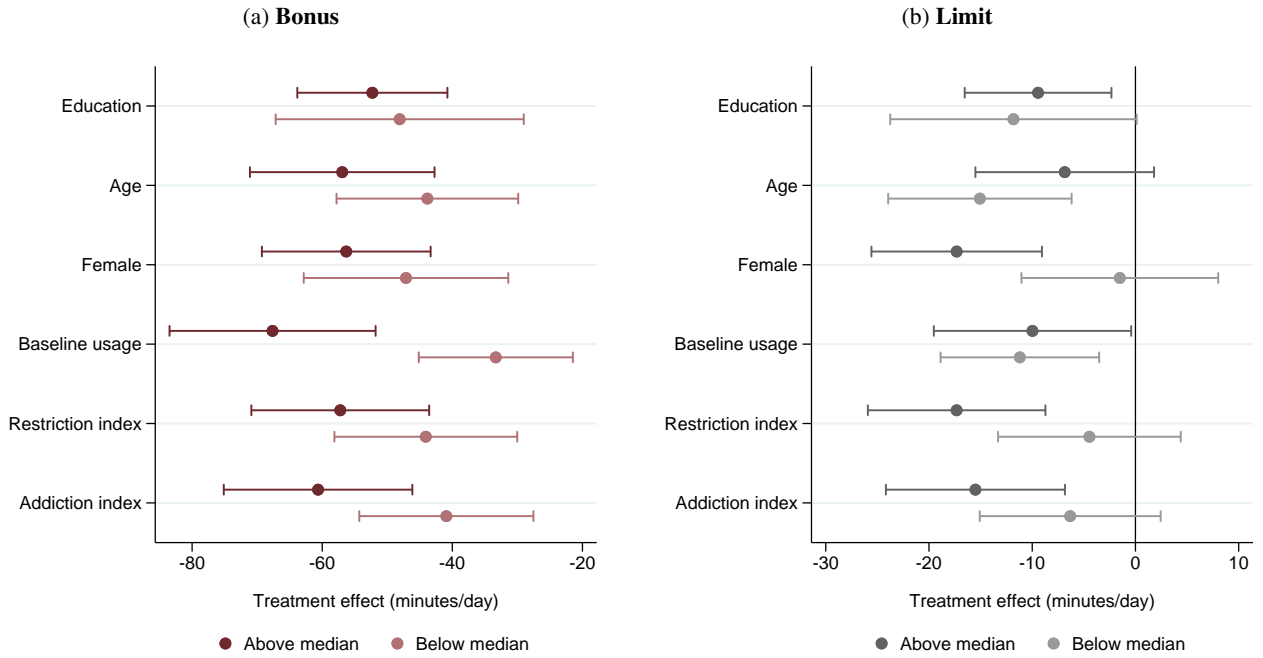 (a) Bonus
Education
Age
Female
Baseline usage
Restriction index
Addiction index
-80 -60 -40 -20
Treatment effect (minutes/day)
Above median Below median
(b) Limit
Education
Age
Female
Baseline usage
Restriction index
Addiction index
-30 -20 -10 0 10
Treatment effect (minutes/day)
Above median Below median